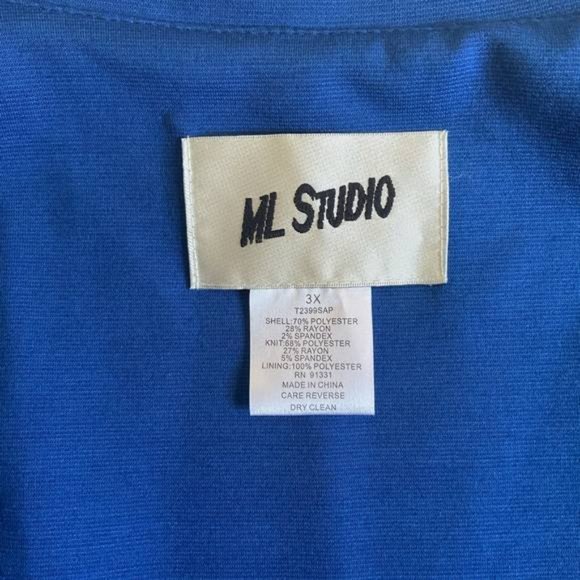 ML STUDIO
3X
T2399SAP
SHELL:70% POLYESTER
28% RAYON
2% SPANDEX
KNIT:68% POLYESTER
27% RAYON
5% SPANDEX
LINING:100% POLYESTER
RN 91331
MADE IN CHINA
CARE REVERSE
DRY CLEAN